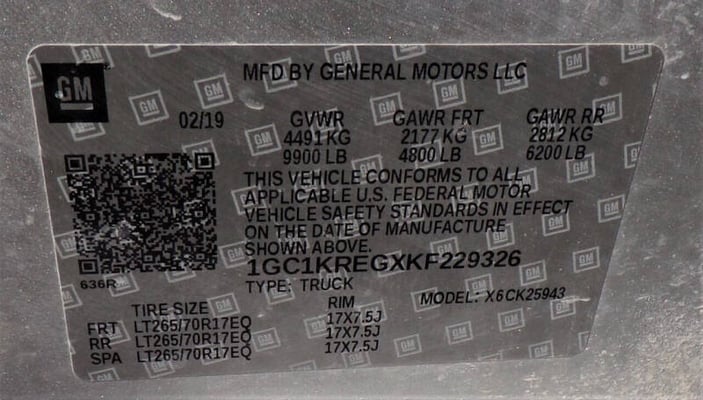 GM
MFD BY GENERAL MOTORS LLC
02/19 GVWR GAWR FRT GAWR RR
4491 KG 2177 KG 2812 KG
9900 LB 4800 LB 6200 LB
THIS VEHICLE CONFORMS TO ALL
APPLICABLE U.S. FEDERAL MOTOR
VEHICLE SAFETY STANDARDS IN EFFECT
ON THE DATE OF MANUFACTURE
SHOWN ABOVE.
636R
1GC1KREGXKF229326
TYPE: TRUCK MODEL: X6CK25943
TIRE SIZE RIM
FRT LT265/70R17EQ 17X7.5J
RR LT265/70R17EQ 17X7.5J
SPA LT265/70R17EQ 17X7.5J